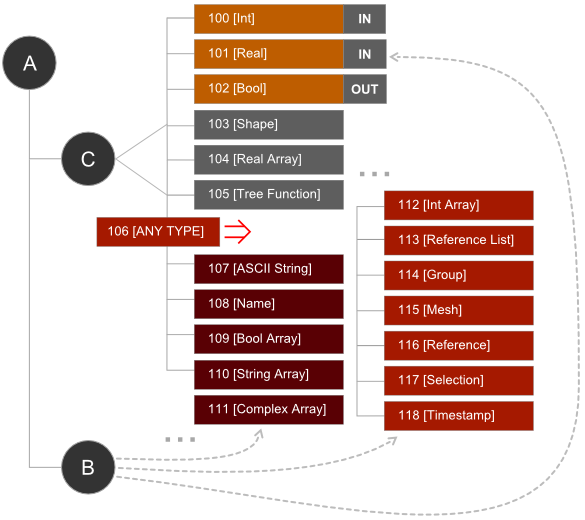 A
100 [Int] IN
101 [Real] IN
102 [Bool] OUT
C
103 [Shape]
104 [Real Array]
105 [Tree Function]
106 [ANY TYPE]
107 [ASCII String]
108 [Name]
109 [Bool Array]
110 [String Array]
111 [Complex Array]
112 [Int Array]
113 [Reference List]
114 [Group]
115 [Mesh]
116 [Reference]
117 [Selection]
118 [Timestamp]
B